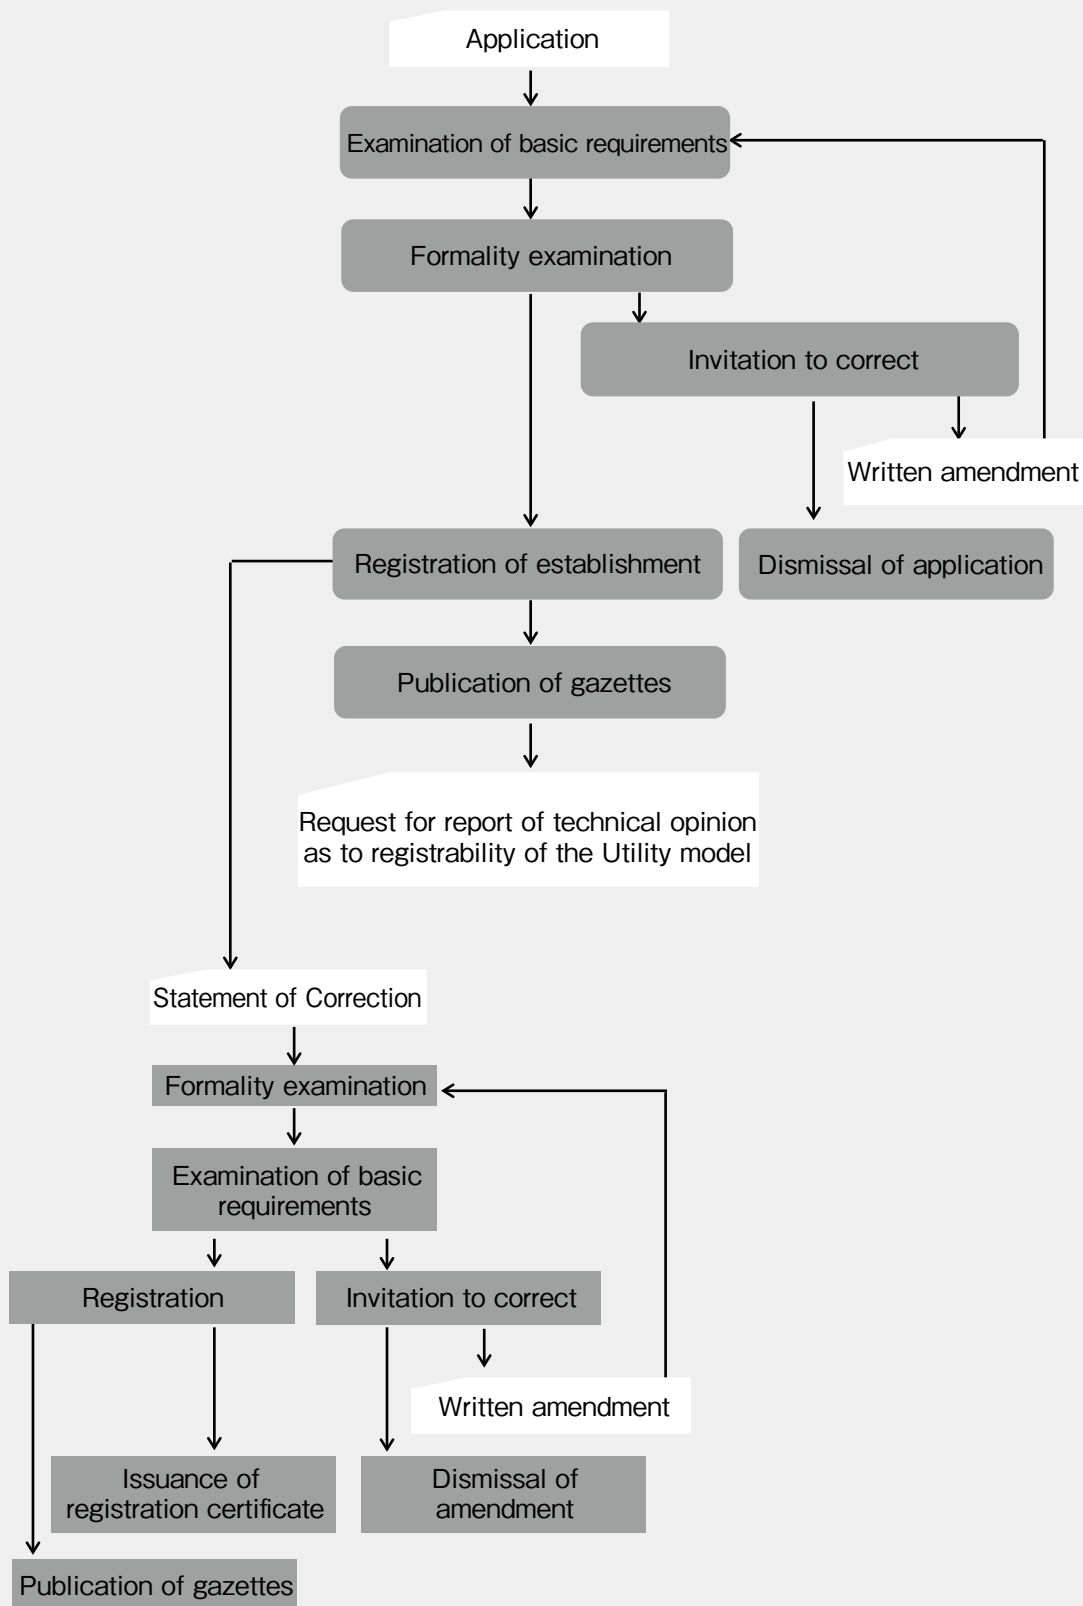 Application
Examination of basic requirements
Formality examination
Invitation to correct
Written amendment
Registration of establishment
Dismissal of application
Publication of gazettes
Request for report of technical opinion
as to registrability of the Utility model
Statement of Correction
Formality examination
Examination of basic
requirements
Registration
Invitation to correct
Written amendment
Issuance of
registration certificate
Dismissal of
amendment
Publication of gazettes